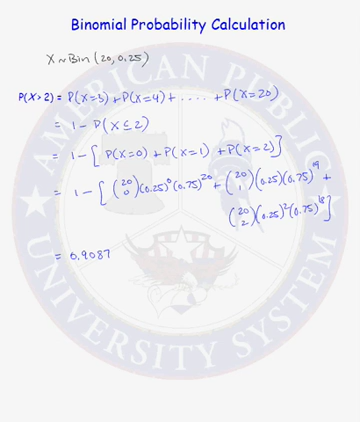 Binomial Probability Calculation
X ~ Bin (20, 0.25)
P(X > 2) = P(X=3) + P(X=4) + . . . . + P(X=20)
= 1 - P(X ≤ 2)
= 1 - [ P(X=0) + P(X=1) + P(X=2) ]
= 1 - [ (20 0)(0.25)^0(0.75)^20 + (20 1)(0.25)(0.75)^19 +
(20 2)(0.25)^2(0.75)^18 ]
= 0.9087
AMERICAN PUBLIC
UNIVERSITY SYSTEM